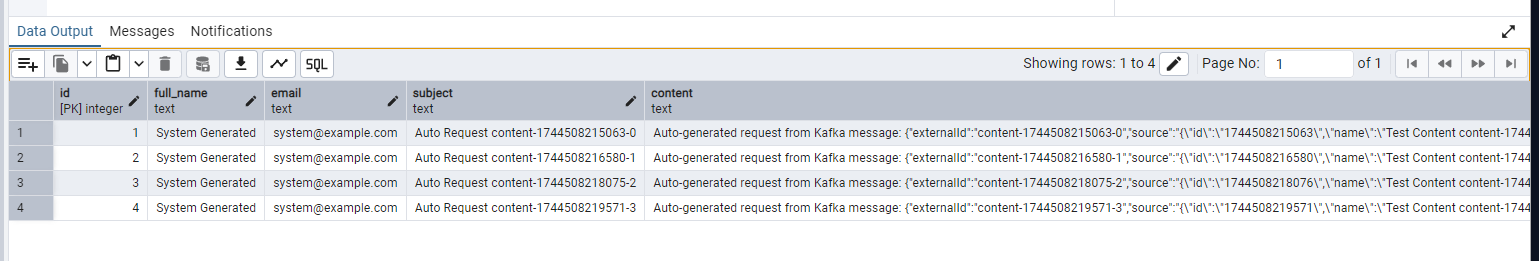 Data Output Messages Notifications
SQL Showing rows: 1 to 4 Page No: 1 of 1
id full_name email subject content
[PK] integer text text text text
1 1 System Generated system@example.com Auto Request content-1744508215063-0 Auto-generated request from Kafka message: {"externalId":"content-1744508215063-0","source":"{\"id\":\"1744508215063\",\"name\":\"Test Content content-1744
2 2 System Generated system@example.com Auto Request content-1744508216580-1 Auto-generated request from Kafka message: {"externalId":"content-1744508216580-1","source":"{\"id\":\"1744508216580\",\"name\":\"Test Content content-1744
3 3 System Generated system@example.com Auto Request content-1744508218075-2 Auto-generated request from Kafka message: {"externalId":"content-1744508218075-2","source":"{\"id\":\"1744508218076\",\"name\":\"Test Content content-1744
4 4 System Generated system@example.com Auto Request content-1744508219571-3 Auto-generated request from Kafka message: {"externalId":"content-1744508219571-3","source":"{\"id\":\"1744508219571\",\"name\":\"Test Content content-1744